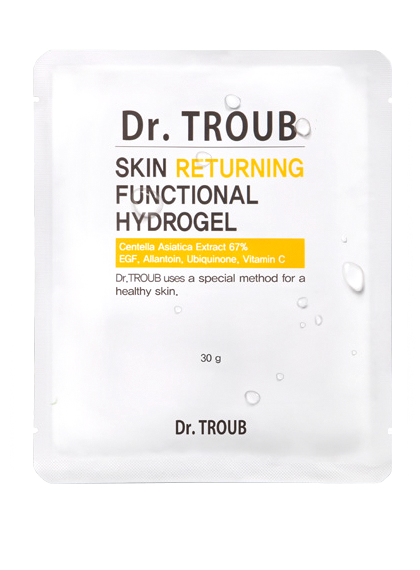 Dr. TROUB
SKIN RETURNING
FUNCTIONAL
HYDROGEL
Centella Asiatica Extract 67%
EGF, Allantoin, Ubiquinone, Vitamin C
Dr.TROUB uses a special method for a
healthy skin.
30 g
Dr. TROUB